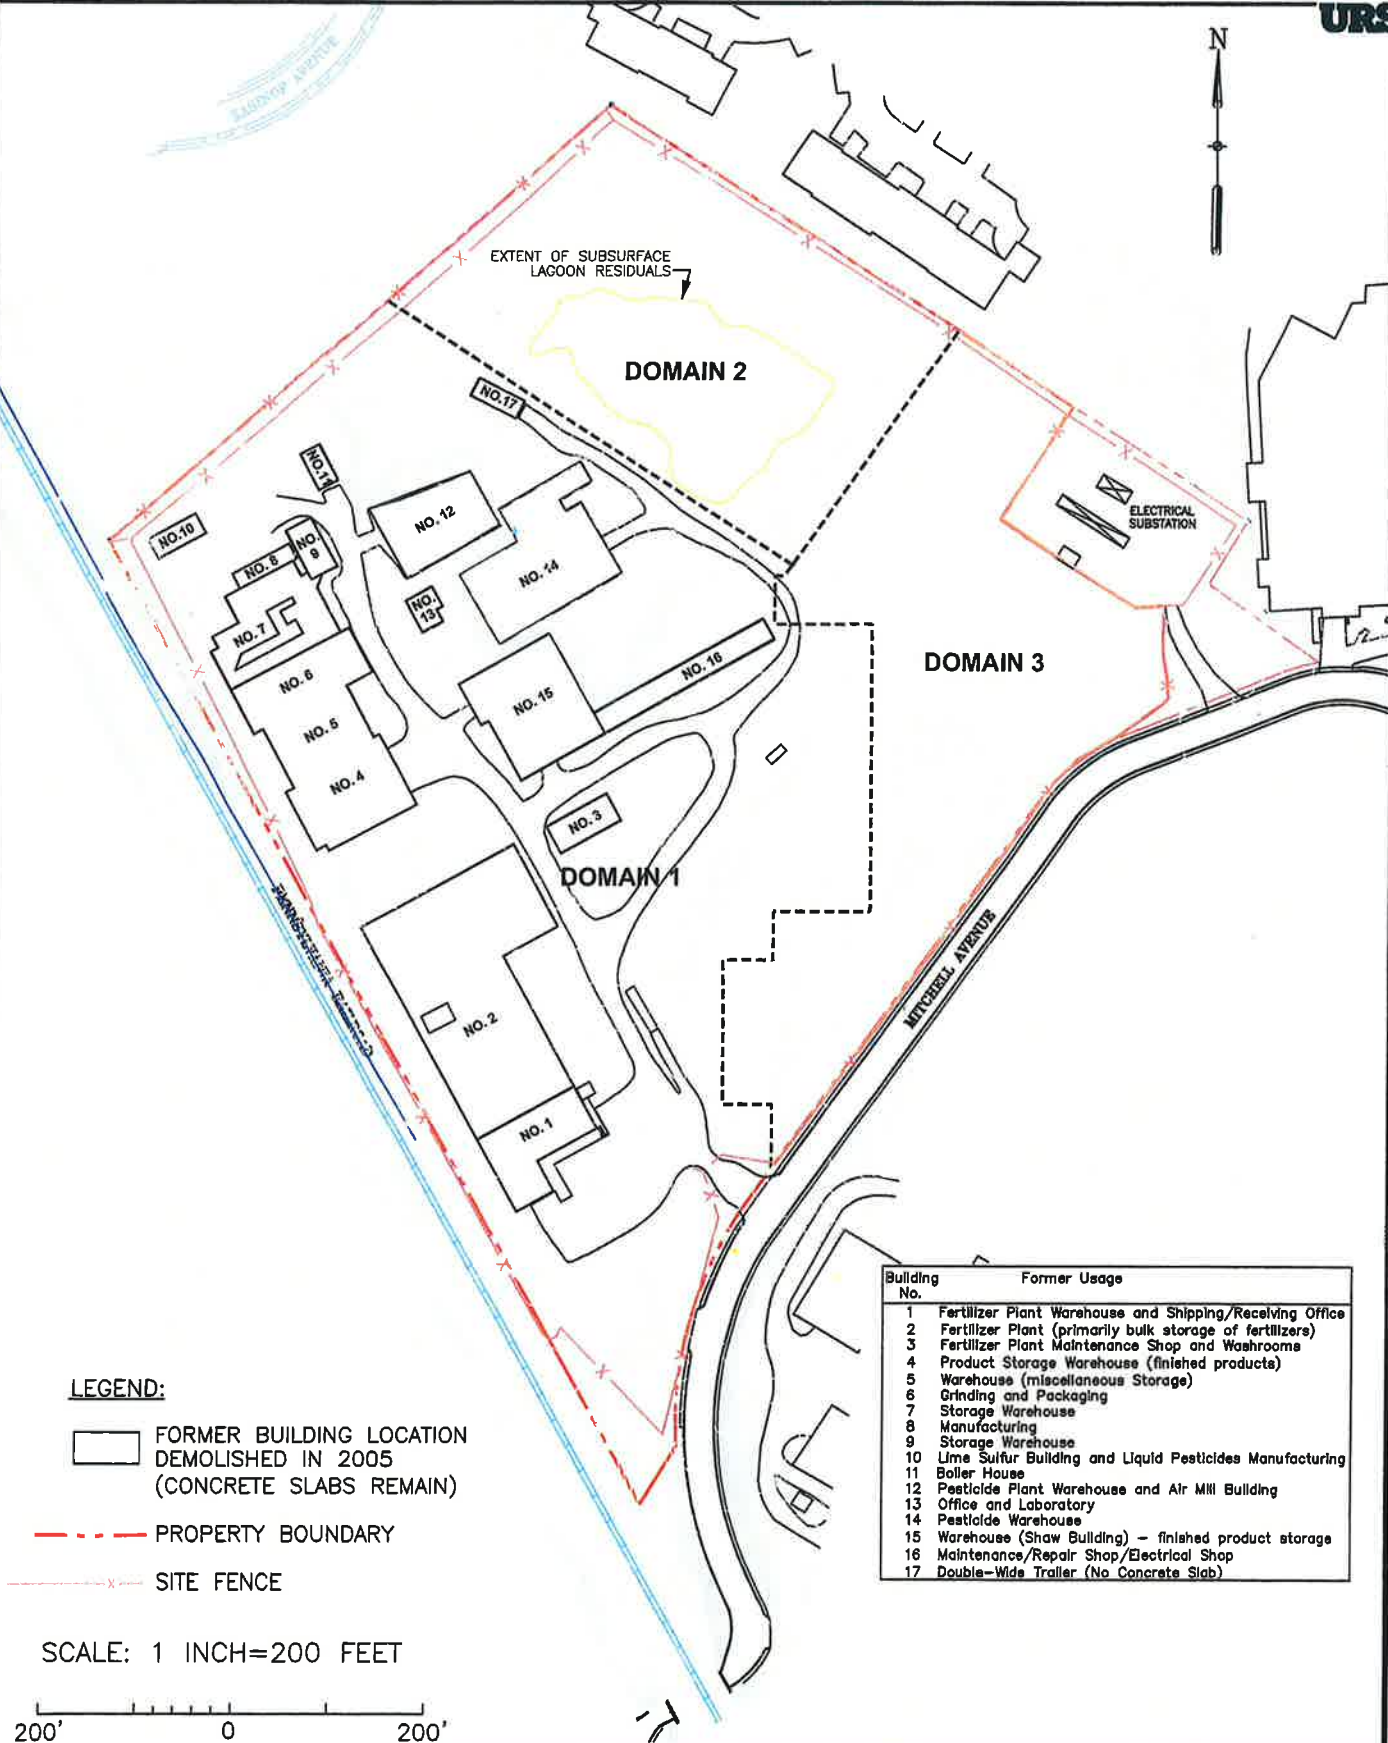 URS
N
EXTENT OF SUBSURFACE
LAGOON RESIDUALS
DOMAIN 2
NO.17
NO.11
NO.10
NO. 12
NO.
9
NO. 8
NO. 14
NO.
13
NO. 7
ELECTRICAL
SUBSTATION
NO. 16
DOMAIN 3
NO. 6
NO. 15
NO. 5
NO. 4
NO. 3
DOMAIN 1
MITCHELL AVENUE
NO. 2
NO. 1
Building
No.
Former Usage
1 Fertilizer Plant Warehouse and Shipping/Receiving Office
2 Fertilizer Plant (primarily bulk storage of fertilizers)
3 Fertilizer Plant Maintenance Shop and Washrooms
4 Product Storage Warehouse (finished products)
5 Warehouse (miscellaneous Storage)
6 Grinding and Packaging
7 Storage Warehouse
8 Manufacturing
9 Storage Warehouse
10 Lime Sulfur Building and Liquid Pesticides Manufacturing
11 Boiler House
12 Pesticide Plant Warehouse and Air Mill Building
13 Office and Laboratory
14 Pesticide Warehouse
15 Warehouse (Shaw Building) – finished product storage
16 Maintenance/Repair Shop/Electrical Shop
17 Double–Wide Trailer (No Concrete Slab)
LEGEND:
FORMER BUILDING LOCATION
DEMOLISHED IN 2005
(CONCRETE SLABS REMAIN)
PROPERTY BOUNDARY
SITE FENCE
SCALE: 1 INCH=200 FEET
200' 0 200'